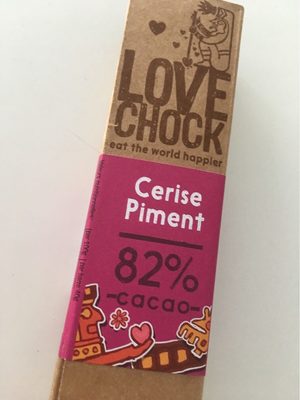 LOVE
CHOCK
eat the world happier
Cerise
Piment
82%
-cacao-